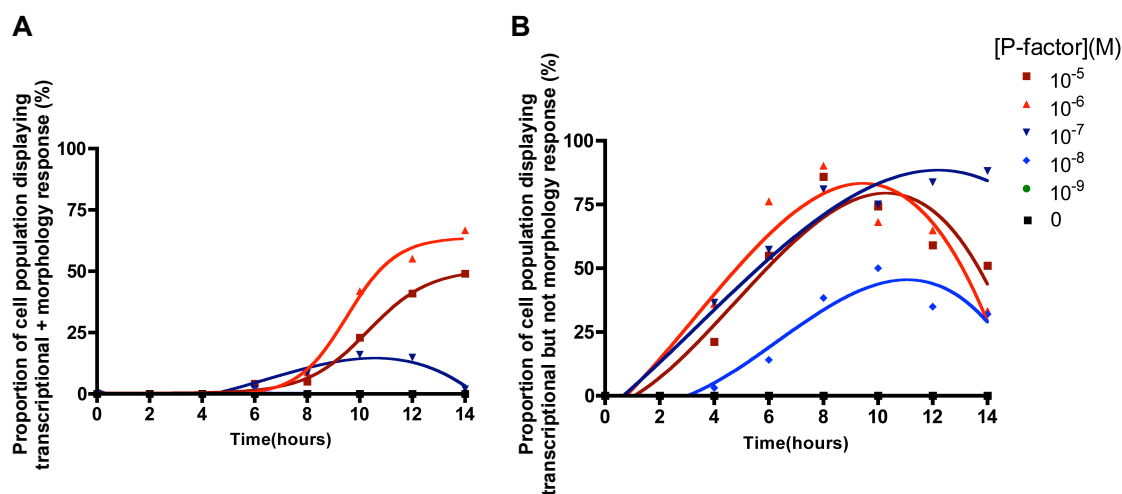 A
Proportion of cell population displaying
transcriptional + morphology response (%)
100
75
50
25
0
0 2 4 6 8 10 12 14
Time(hours)
B
Proportion of cell population displaying
transcriptional but not morphology response (%)
100
75
50
25
0
0 2 4 6 8 10 12 14
Time(hours)
[P-factor](M)
10⁻⁵
10⁻⁶
10⁻⁷
10⁻⁸
10⁻⁹
0